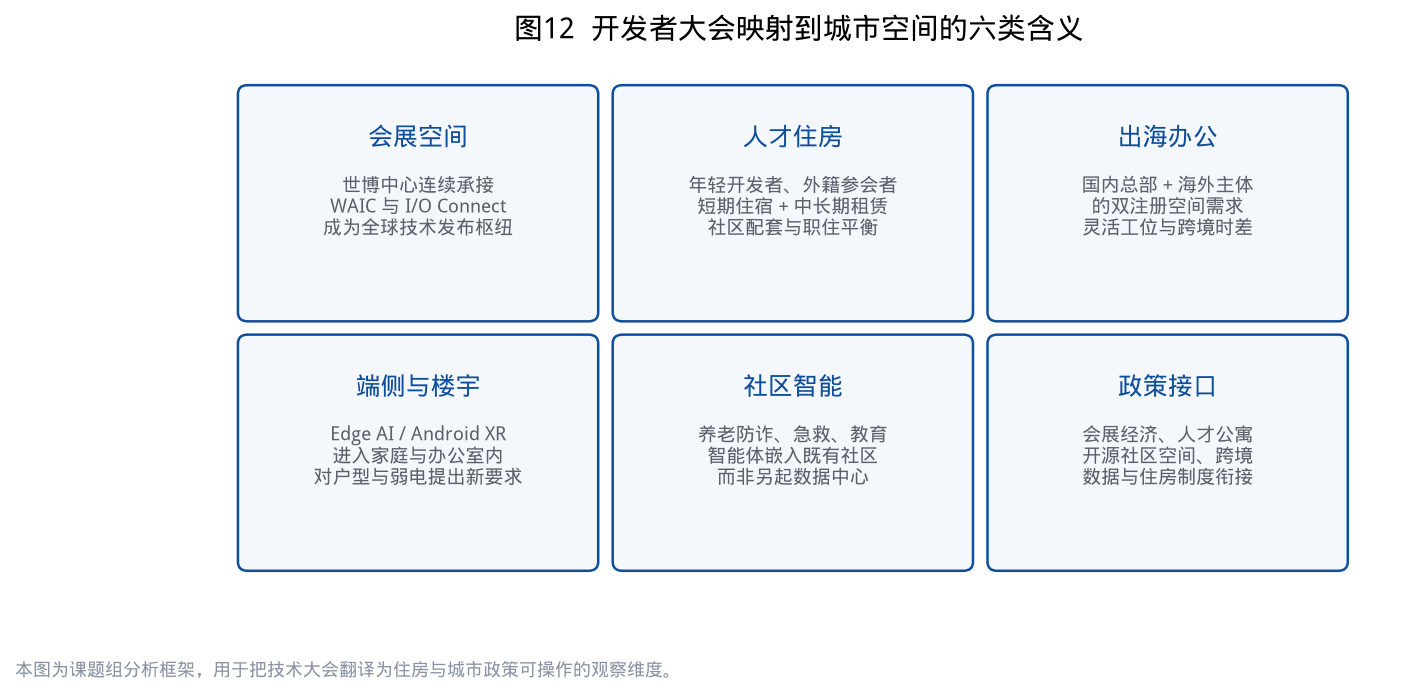 图12 开发者大会映射到城市空间的六类含义
会展空间
世博中心连续承接
WAIC 与 I/O Connect
成为全球技术发布枢纽
人才住房
年轻开发者、外籍参会者
短期住宿 + 中长期租赁
社区配套与职住平衡
出海办公
国内总部 + 海外主体
的双注册空间需求
灵活工位与跨境时差
端侧与楼宇
Edge AI / Android XR
进入家庭与办公室内
对户型与弱电提出新要求
社区智能
养老防诈、急救、教育
智能体嵌入既有社区
而非另起数据中心
政策接口
会展经济、人才公寓
开源社区空间、跨境
数据与住房制度衔接
本图为课题组分析框架，用于把技术大会翻译为住房与城市政策可操作的观察维度。